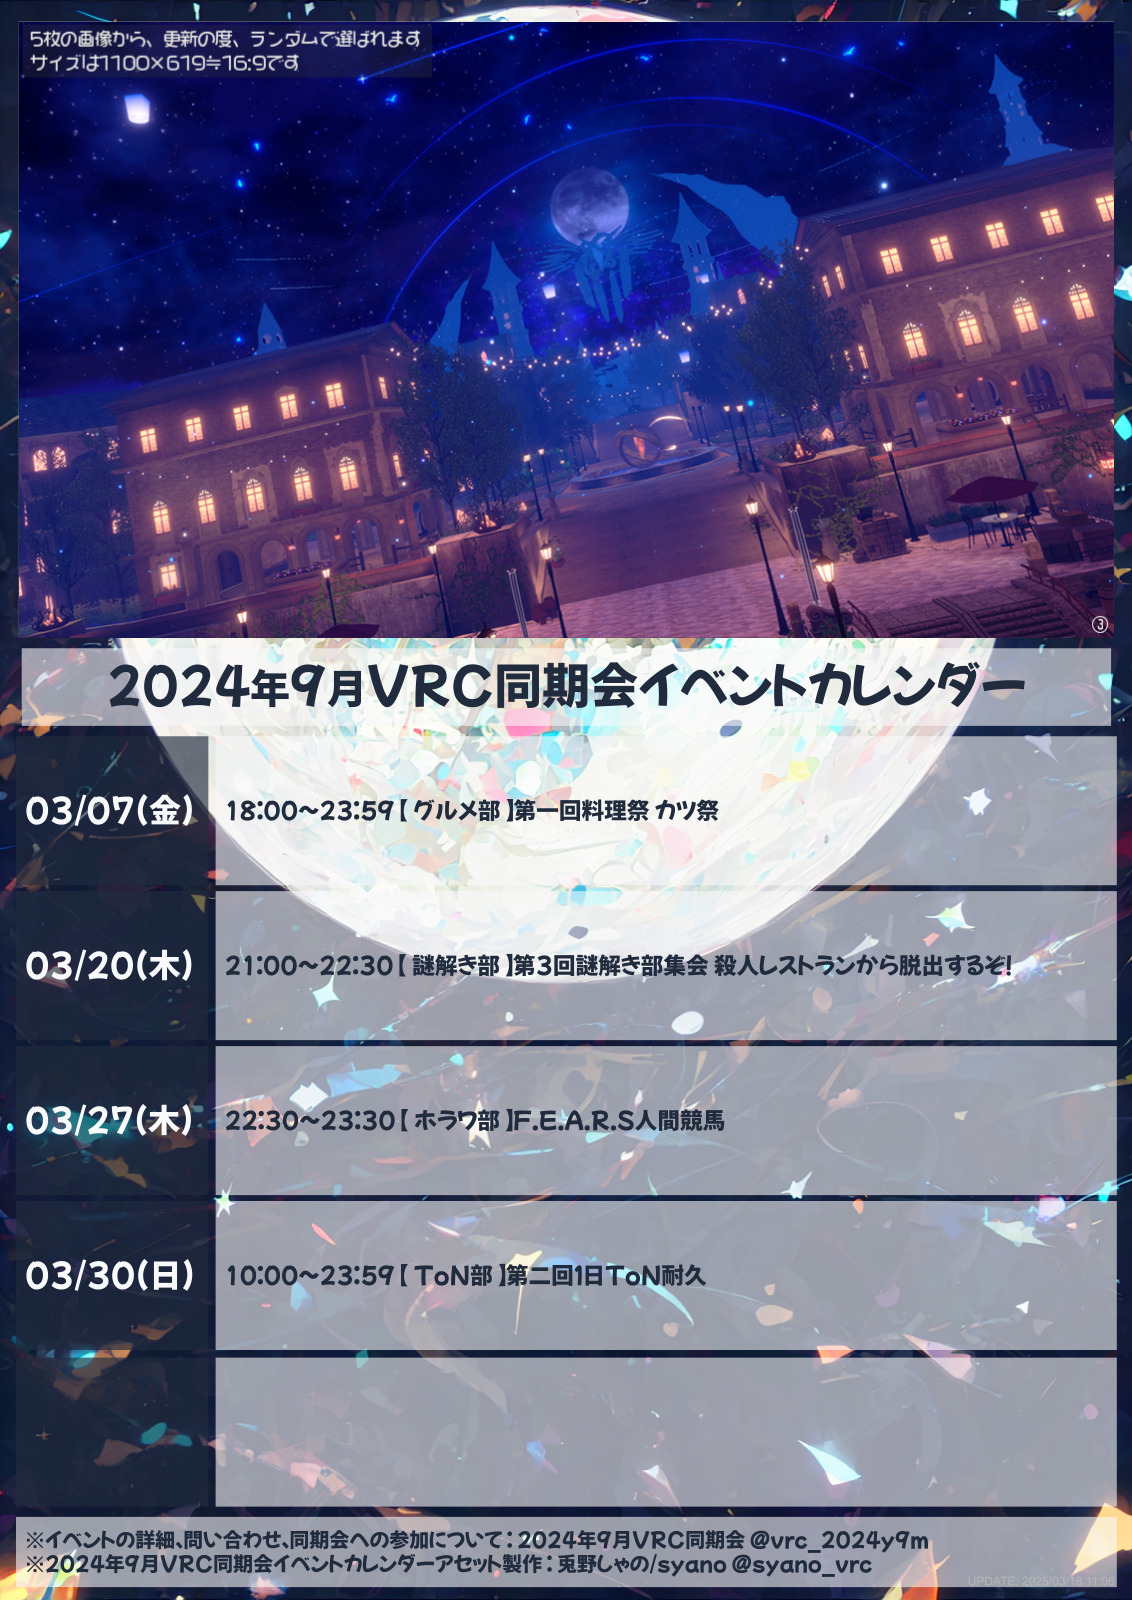 5枚の画像から、更新の度、ランダムで選ばれます
サイズは1100×619≒16:9です
③
2024年9月VRC同期会イベントカレンダー
03/07(金)
18:00～23:59【 グルメ部 】第一回料理祭 カツ祭
03/20(木)
21:00～22:30【 謎解き部 】第3回謎解き部集会 殺人レストランから脱出するぞ!
03/27(木)
22:30～23:30【 ホラワ部 】F.E.A.R.S人間競馬
03/30(日)
10:00～23:59【 ToN部 】第二回1日ToN耐久
※イベントの詳細、問い合わせ、同期会への参加について：2024年9月VRC同期会 @vrc_2024y9m
※2024年9月VRC同期会イベントカレンダーアセット製作：兎野しゃの/syano @syano_vrc
UPDATE: 2025/03/18 11:06